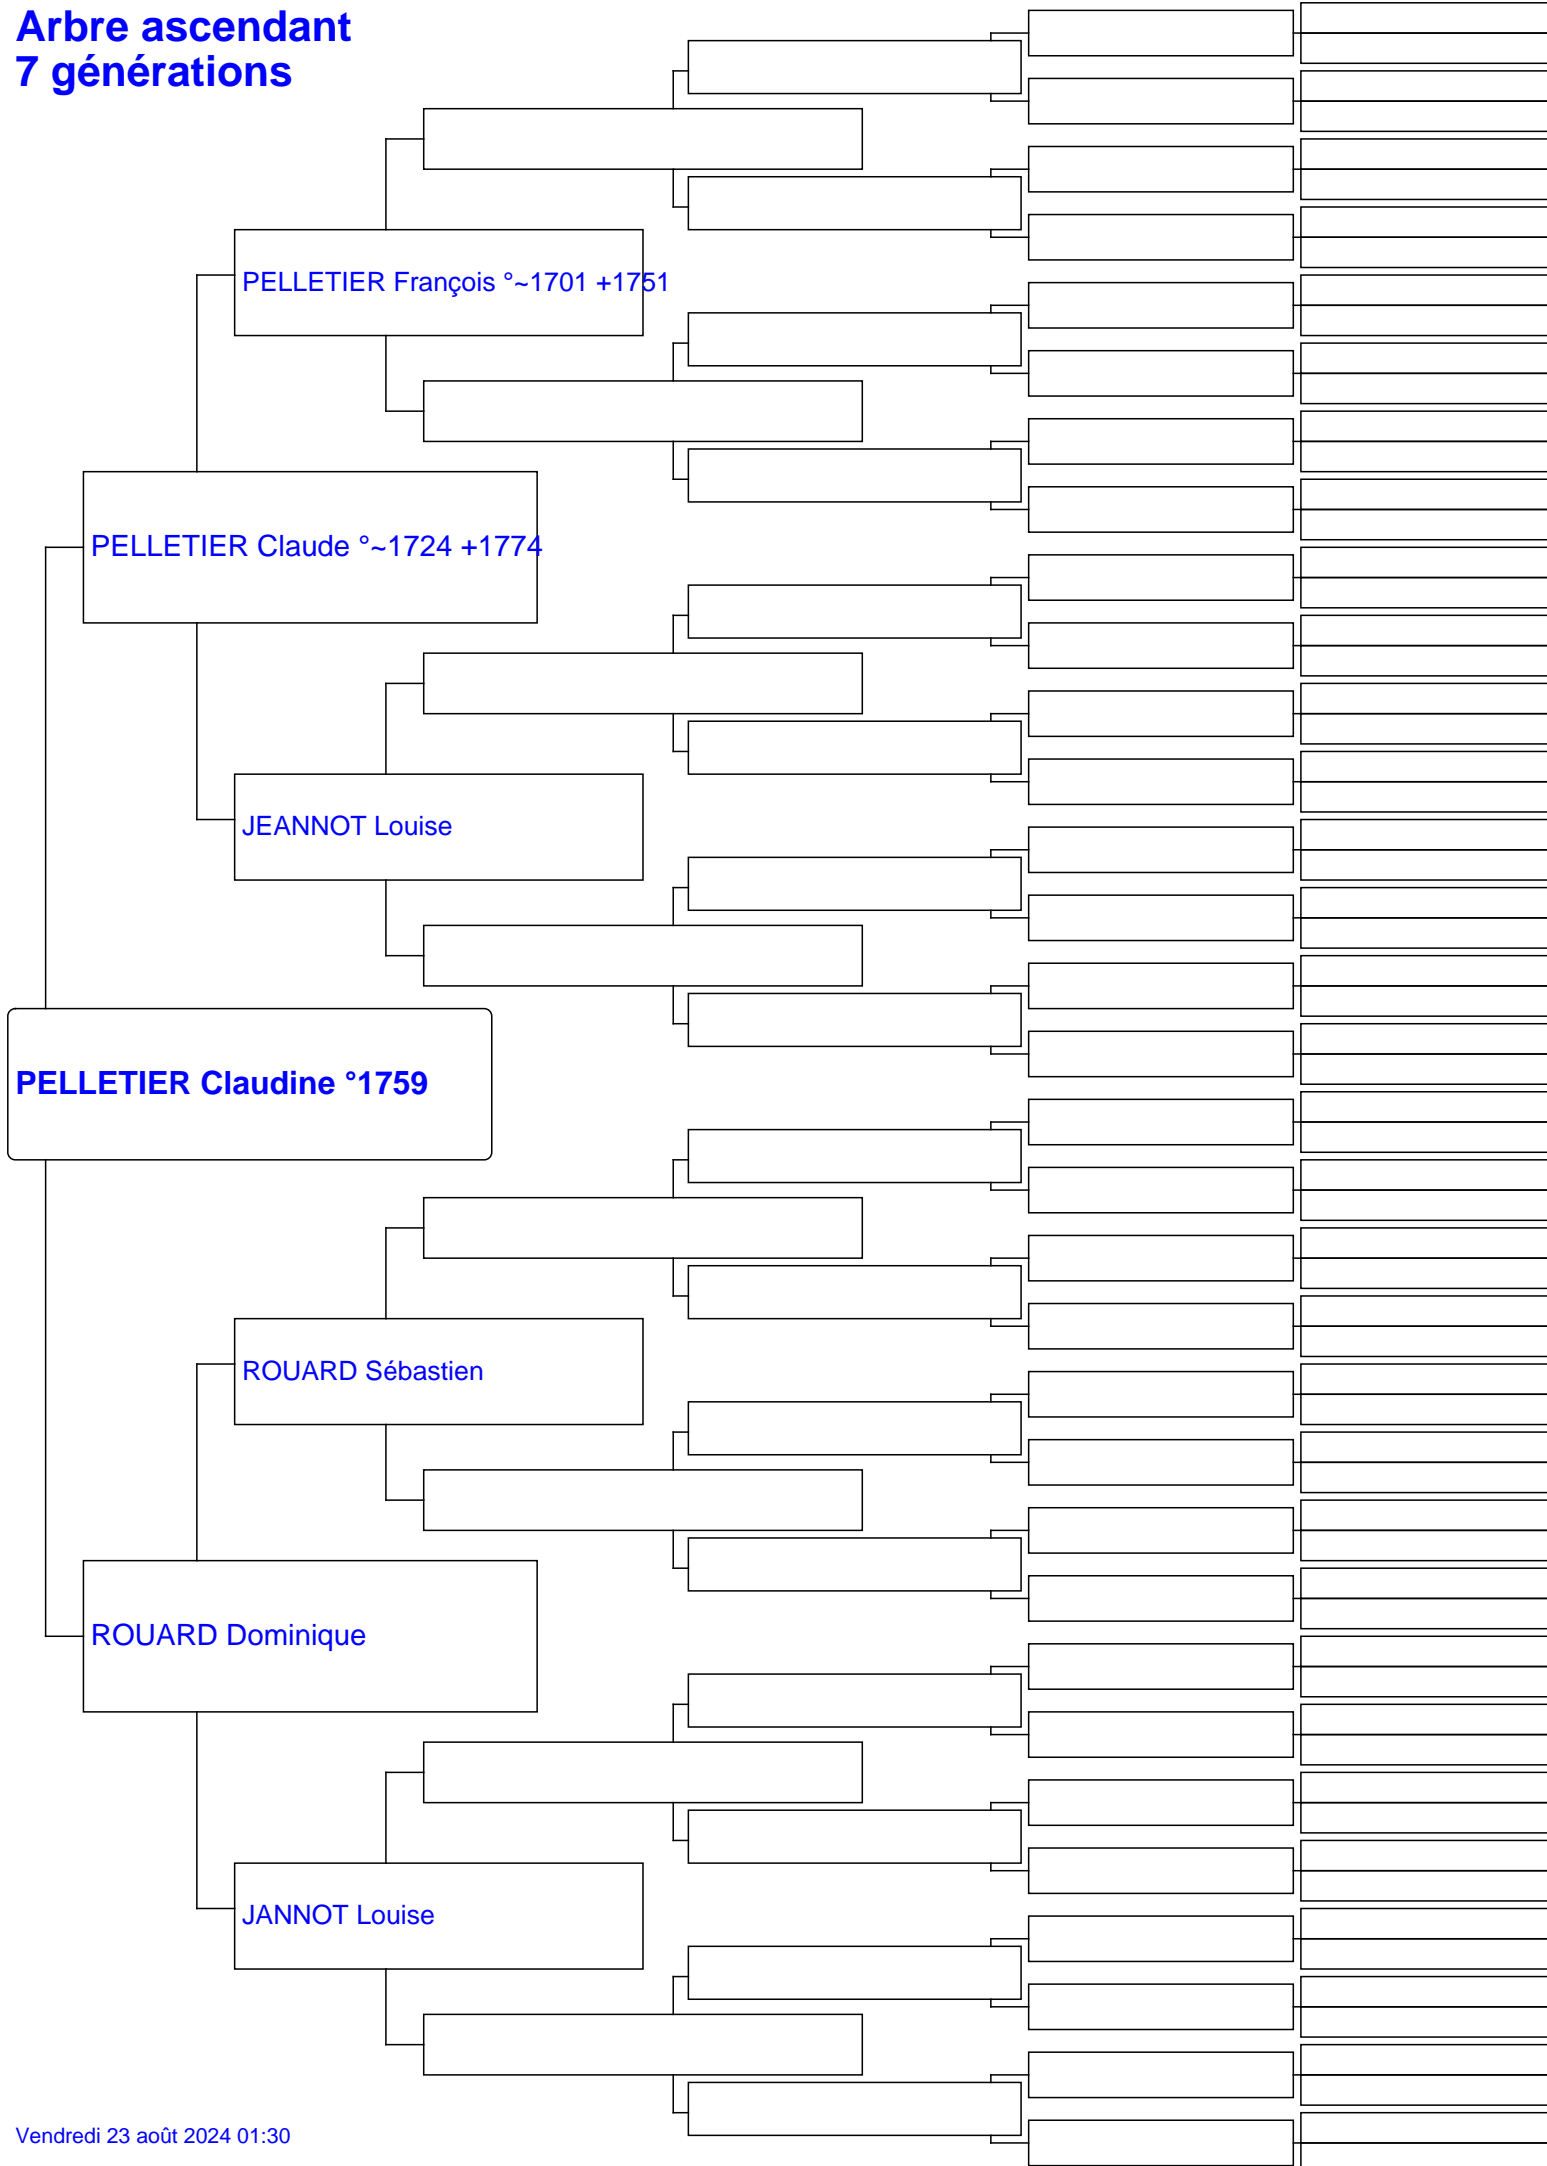 Arbre ascendant
7 générations
PELLETIER François °~1701 +1751
PELLETIER Claude °~1724 +1774
JEANNOT Louise
PELLETIER Claudine °1759
ROUARD Sébastien
ROUARD Dominique
JANNOT Louise
Vendredi 23 août 2024 01:30